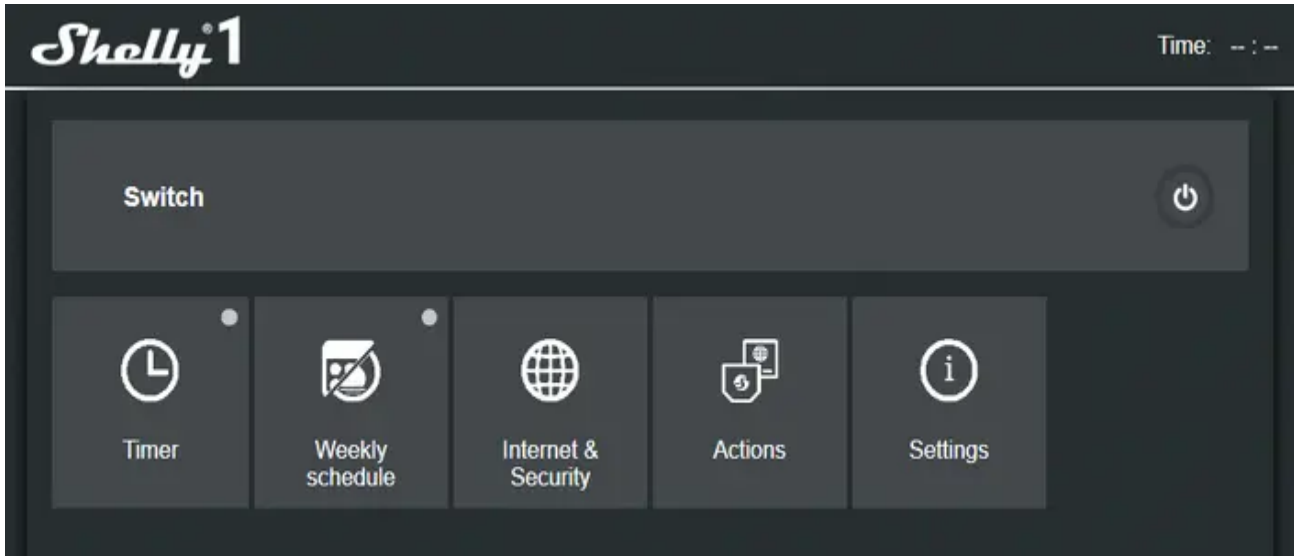 Shelly®1
Time: -- : --
Switch
Timer
Weekly
schedule
Internet &
Security
Actions
Settings